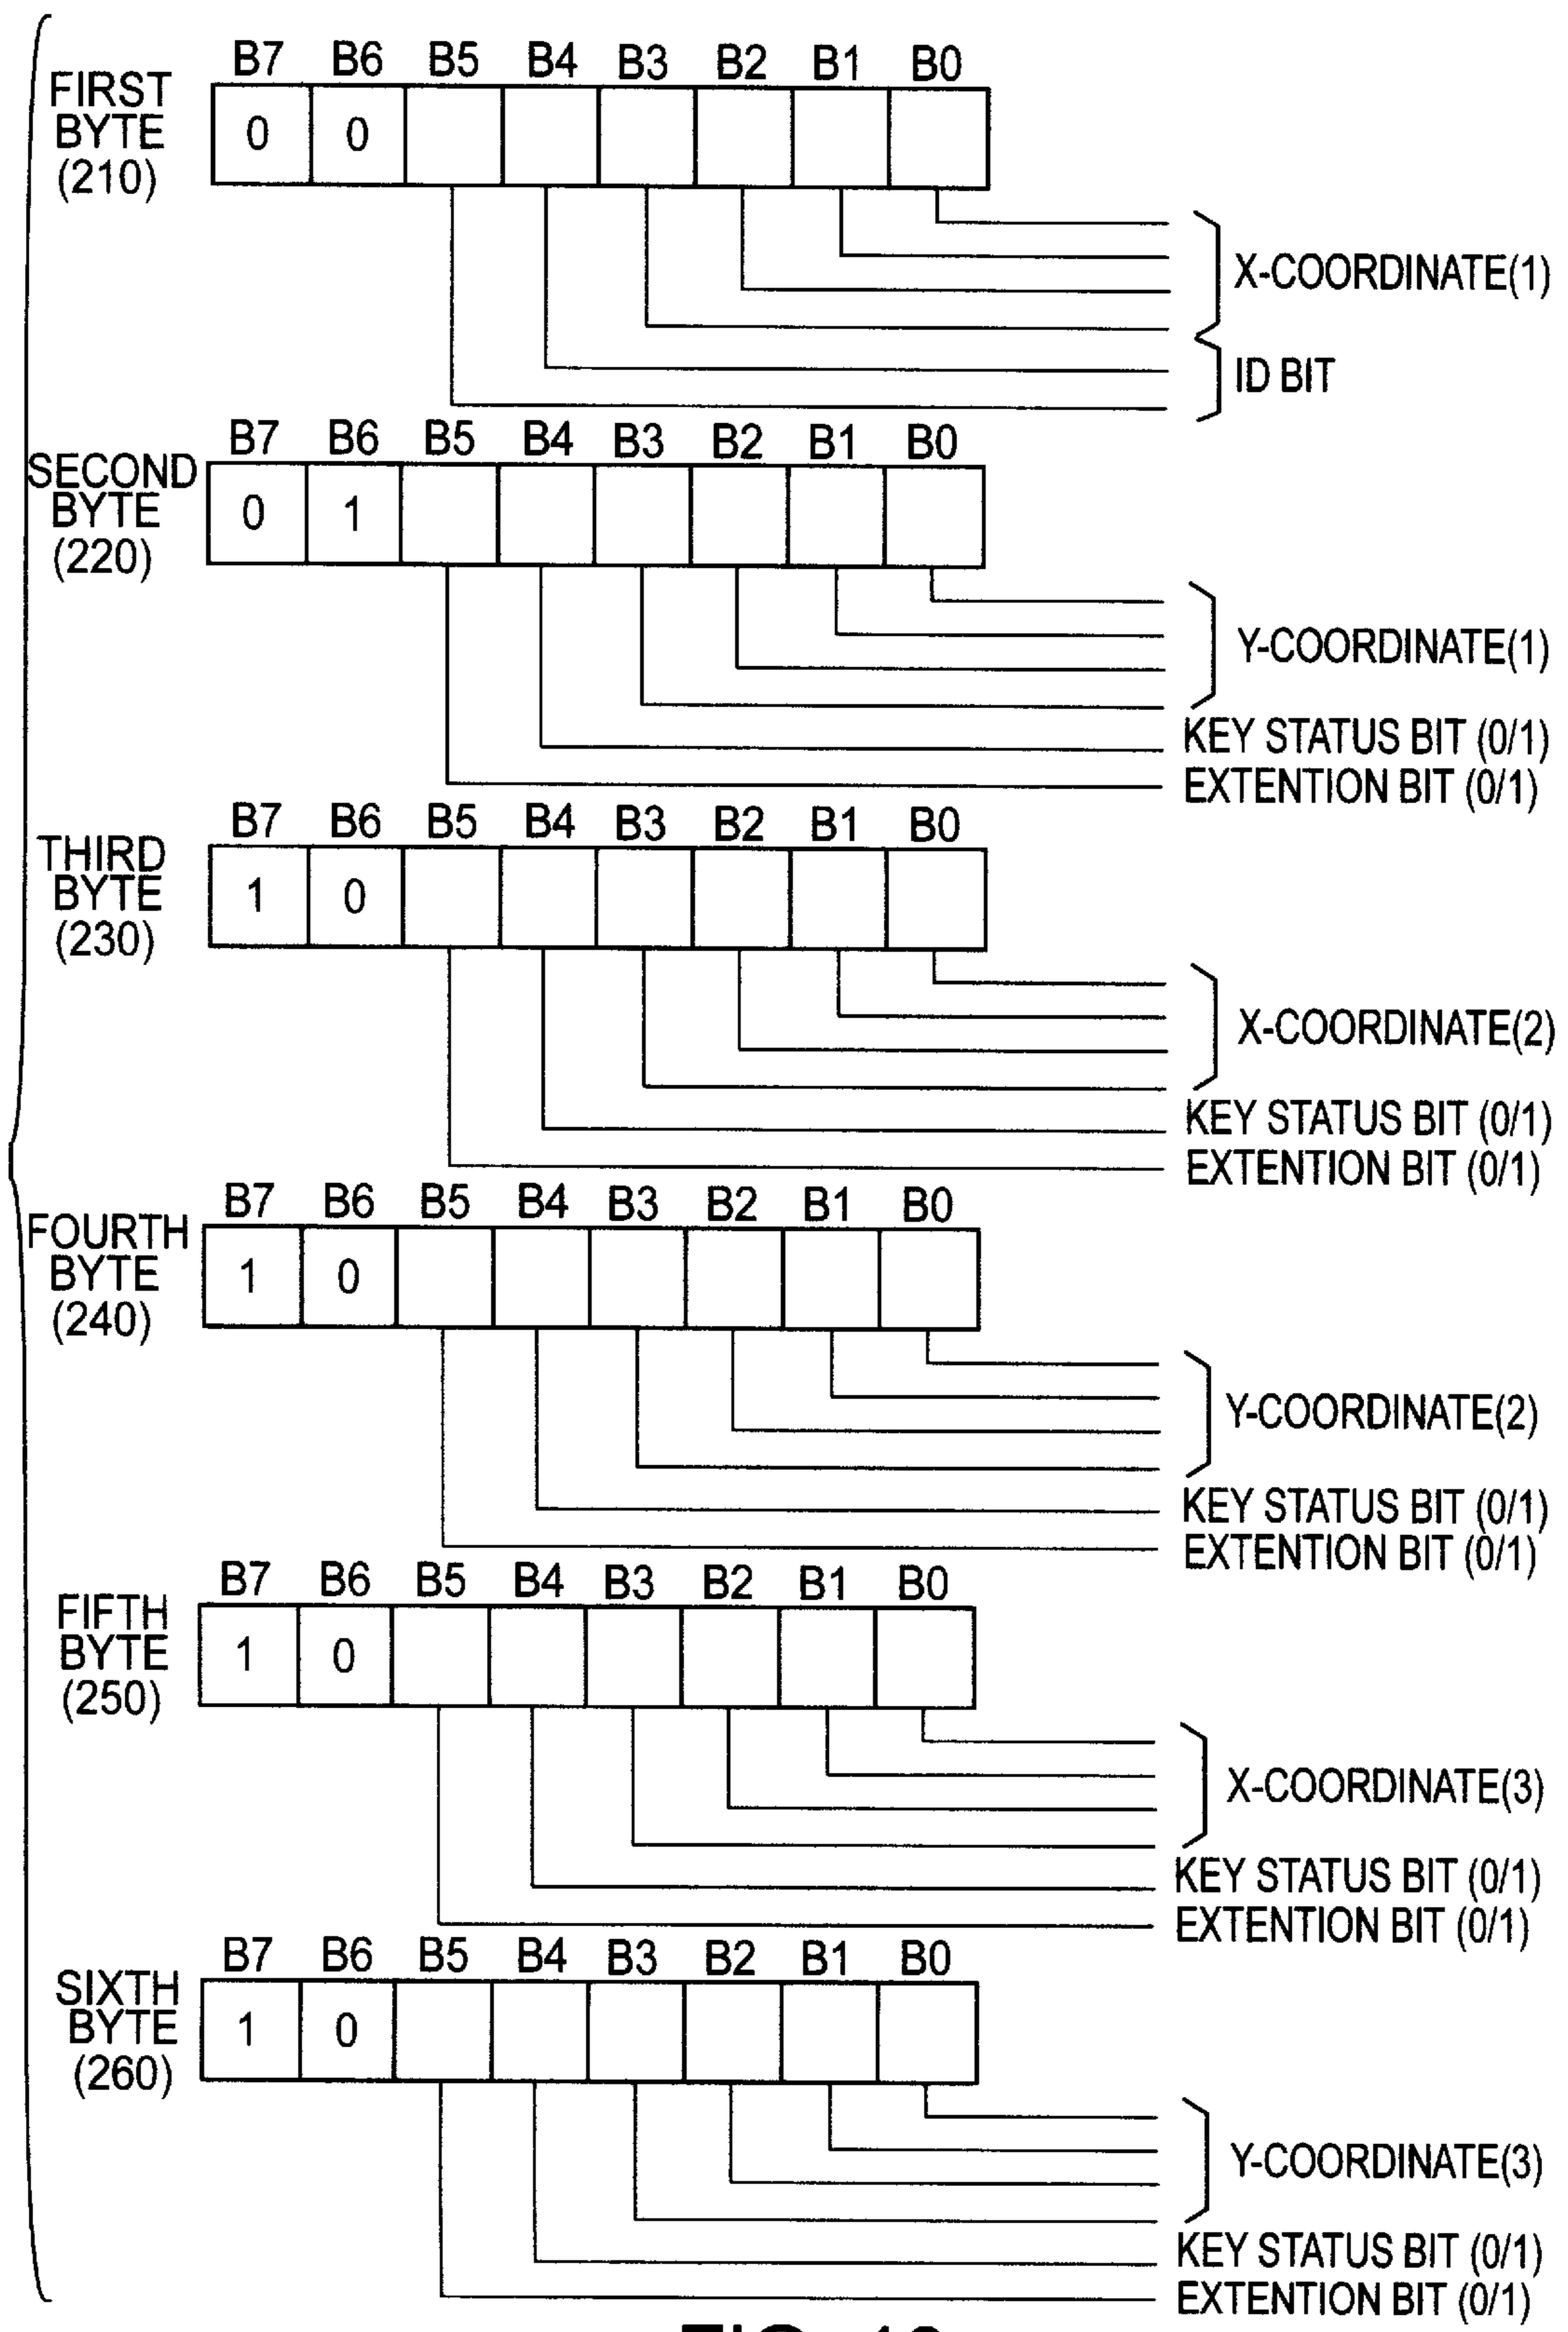 B7 B6 B5 B4 B3 B2 B1 B0
FIRST
BYTE
(210)
0 0
X-COORDINATE(1)
ID BIT
B7 B6 B5 B4 B3 B2 B1 B0
SECOND
BYTE
(220)
0 1
Y-COORDINATE(1)
KEY STATUS BIT (0/1)
EXTENTION BIT (0/1)
B7 B6 B5 B4 B3 B2 B1 B0
THIRD
BYTE
(230)
1 0
X-COORDINATE(2)
KEY STATUS BIT (0/1)
EXTENTION BIT (0/1)
B7 B6 B5 B4 B3 B2 B1 B0
FOURTH
BYTE
(240)
1 0
Y-COORDINATE(2)
KEY STATUS BIT (0/1)
EXTENTION BIT (0/1)
B7 B6 B5 B4 B3 B2 B1 B0
FIFTH
BYTE
(250)
1 0
X-COORDINATE(3)
KEY STATUS BIT (0/1)
EXTENTION BIT (0/1)
B7 B6 B5 B4 B3 B2 B1 B0
SIXTH
BYTE
(260)
1 0
Y-COORDINATE(3)
KEY STATUS BIT (0/1)
EXTENTION BIT (0/1)